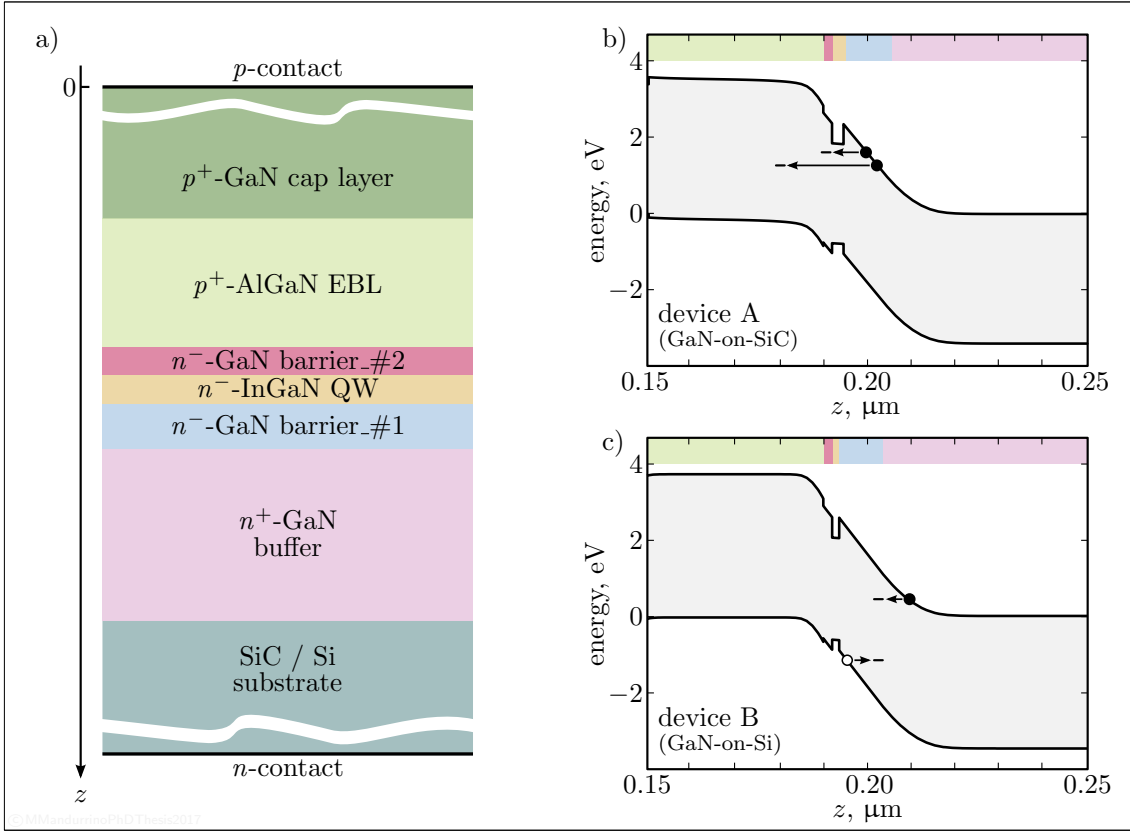 a)
p-contact
0
p⁺-GaN cap layer
p⁺-AlGaN EBL
n⁻-GaN barrier_#2
n⁻-InGaN QW
n⁻-GaN barrier_#1
n⁺-GaN
buffer
SiC / Si
substrate
n-contact
z
©MMandurrinoPhDThesis2017
b)
energy, eV
4
2
0
−2
device A
(GaN-on-SiC)
0.15
0.20
0.25
z, μm
c)
energy, eV
4
2
0
−2
device B
(GaN-on-Si)
0.15
0.20
0.25
z, μm